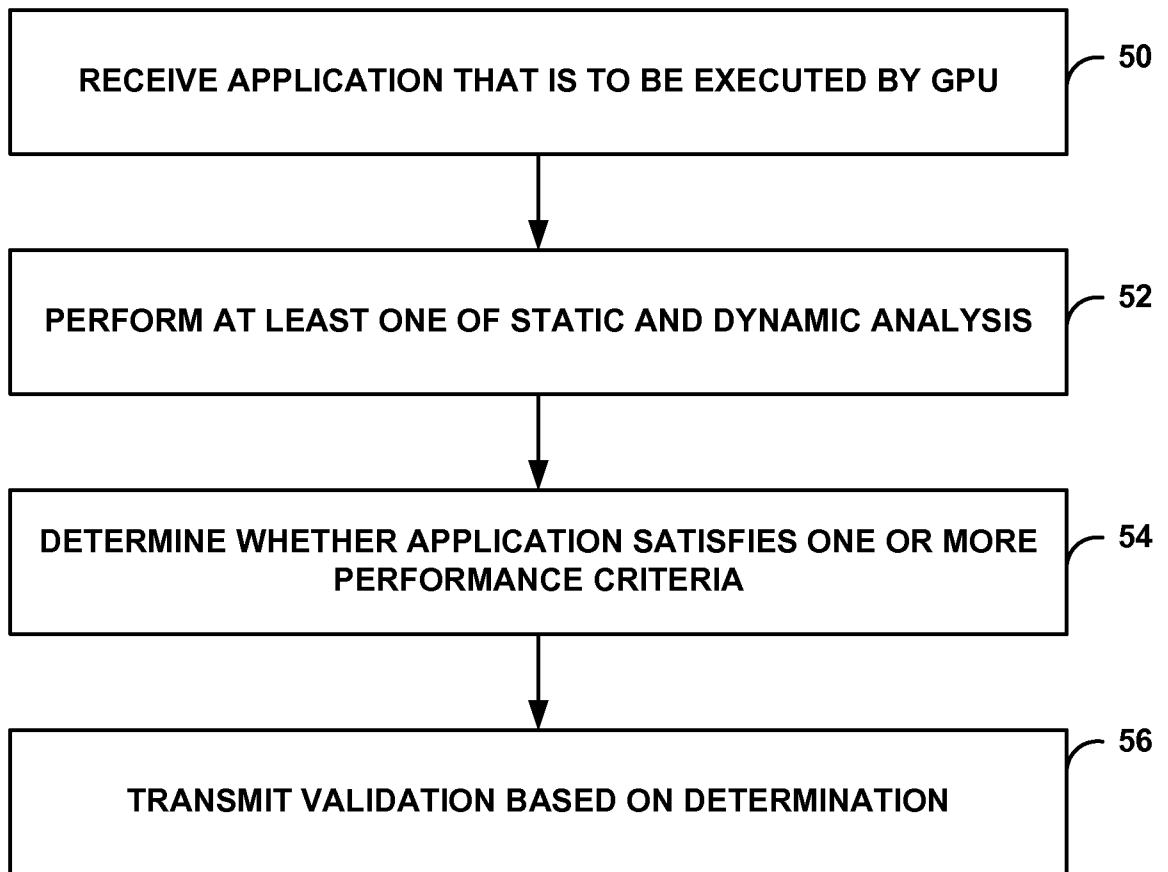 RECEIVE APPLICATION THAT IS TO BE EXECUTED BY GPU
50
PERFORM AT LEAST ONE OF STATIC AND DYNAMIC ANALYSIS
52
DETERMINE WHETHER APPLICATION SATISFIES ONE OR MORE
PERFORMANCE CRITERIA
54
TRANSMIT VALIDATION BASED ON DETERMINATION
56